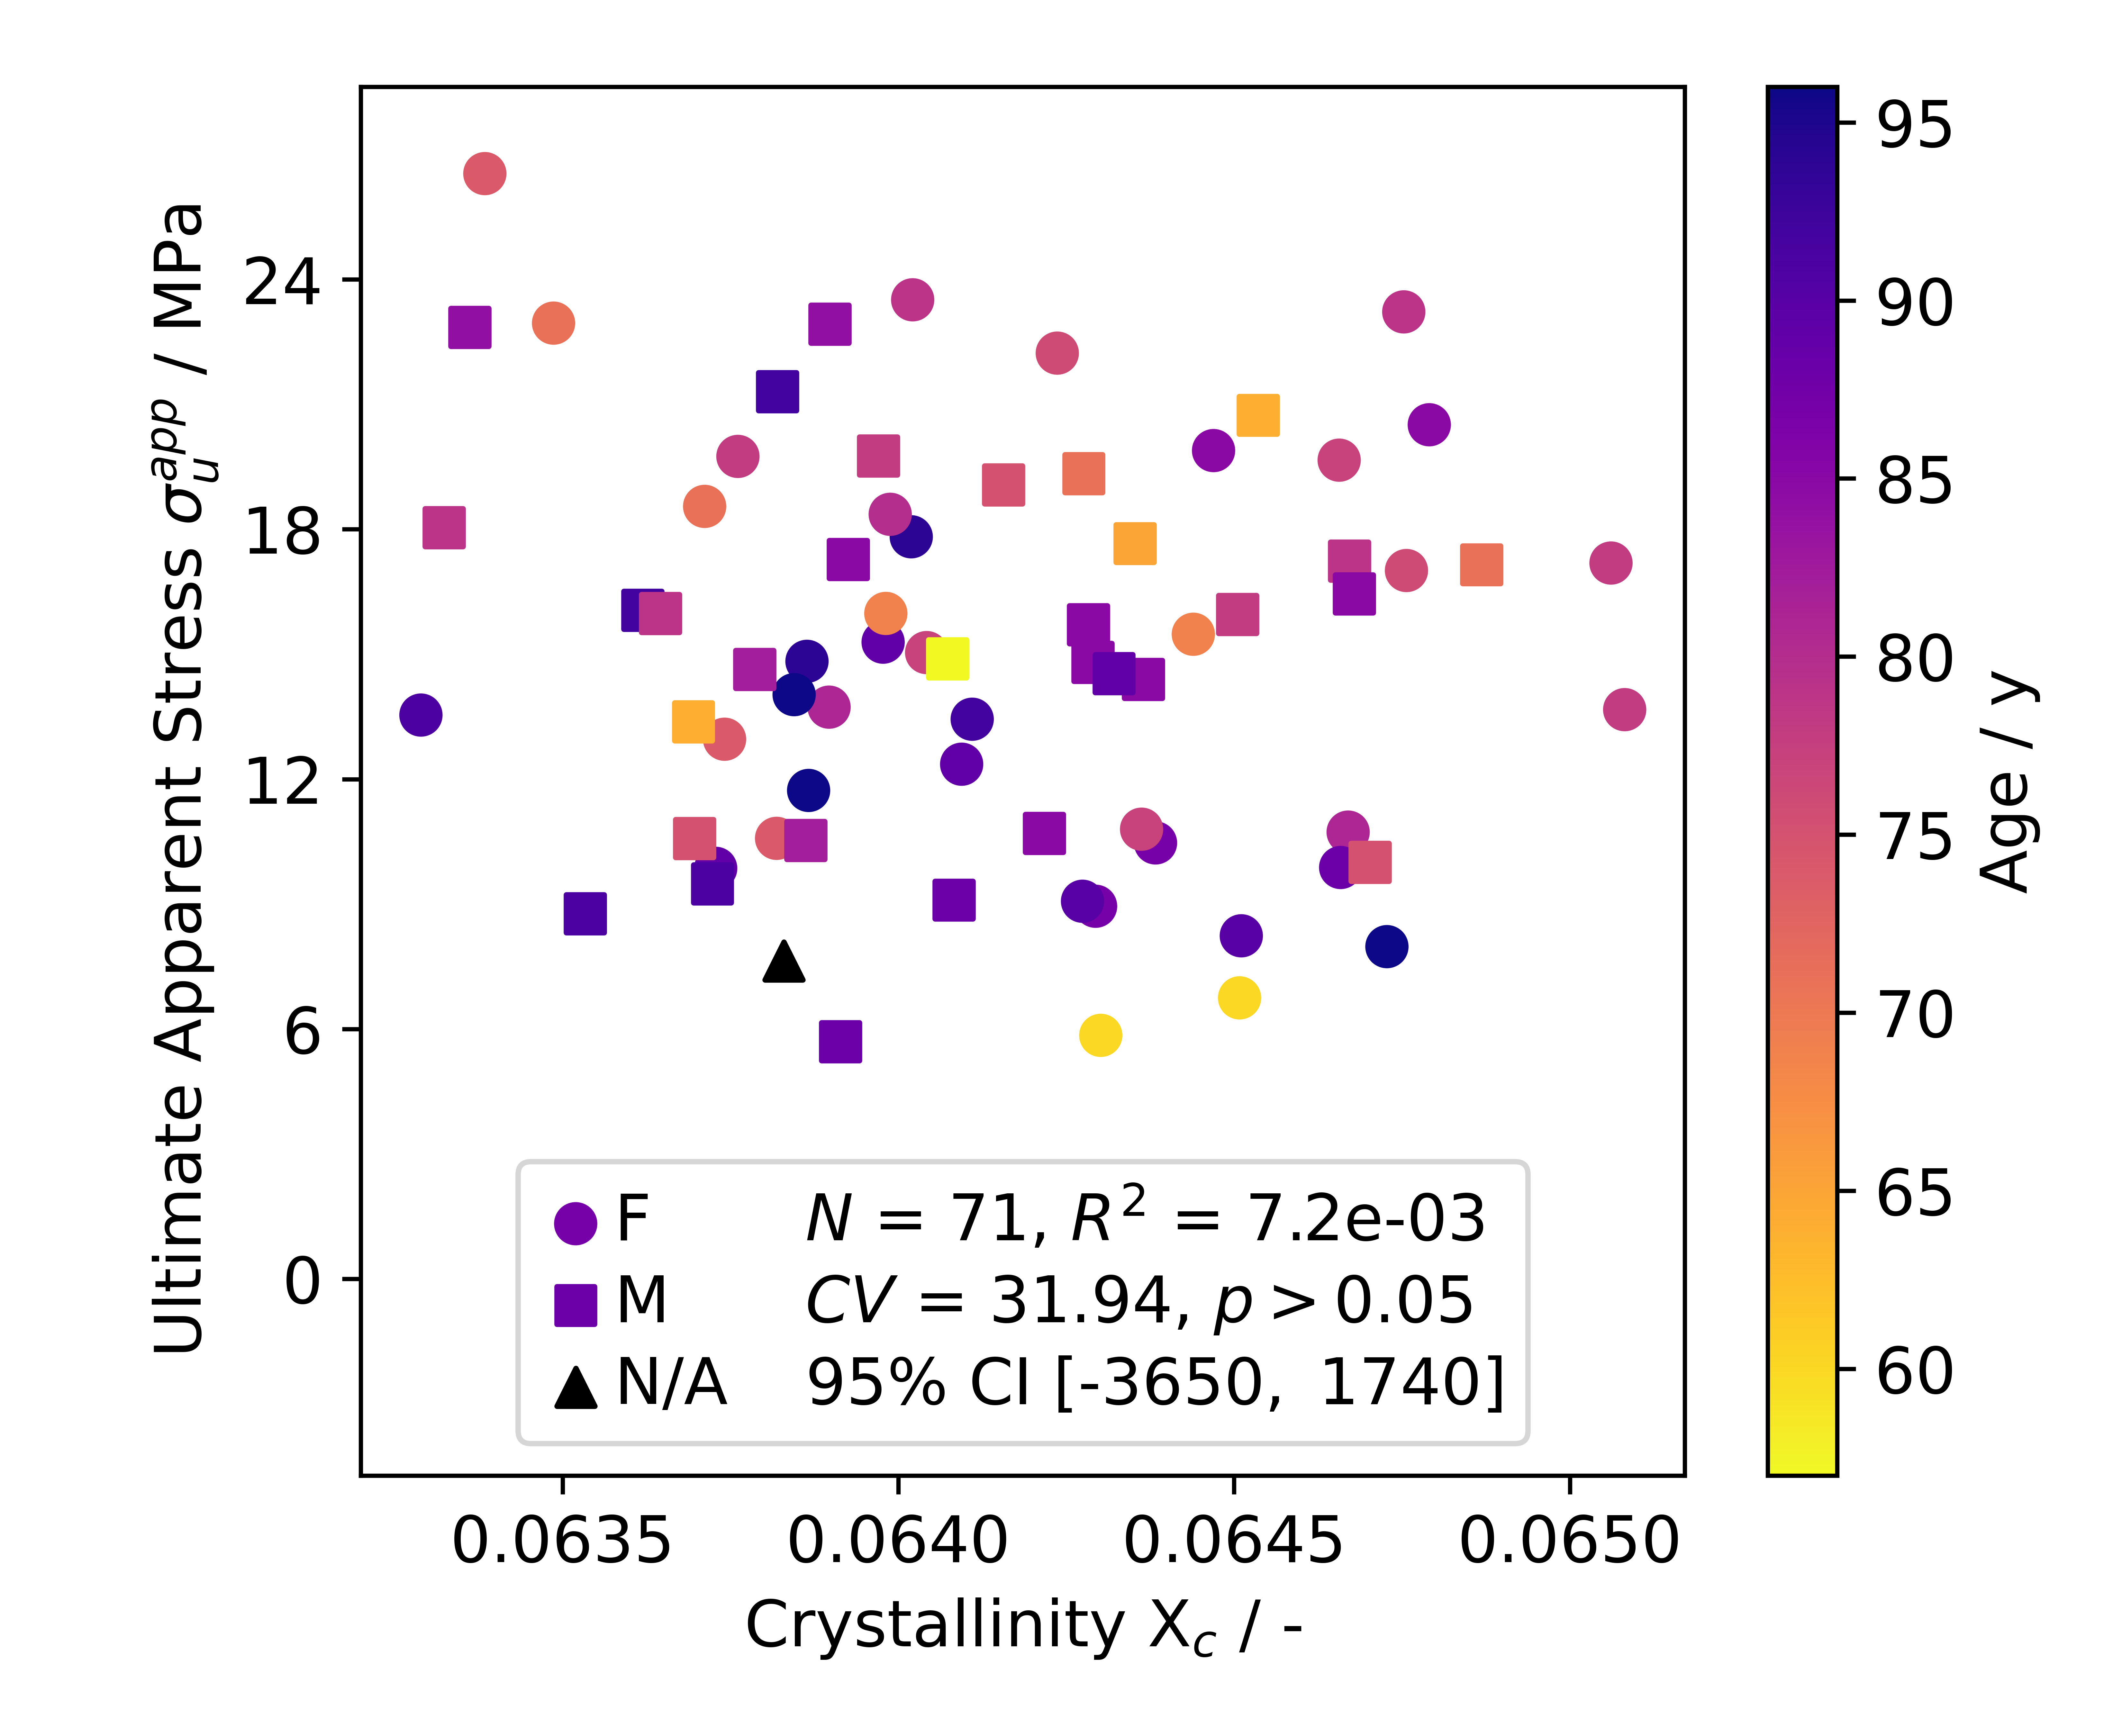 Ultimate Apparent Stress σ_u^app / MPa
24
18
12
6
0
F N = 71, R² = 7.2e-03
M CV = 31.94, p > 0.05
N/A 95% CI [-3650, 1740]
0.0635 0.0640 0.0645 0.0650
Crystallinity X_c / -
95
90
85
80
75
70
65
60
Age / y